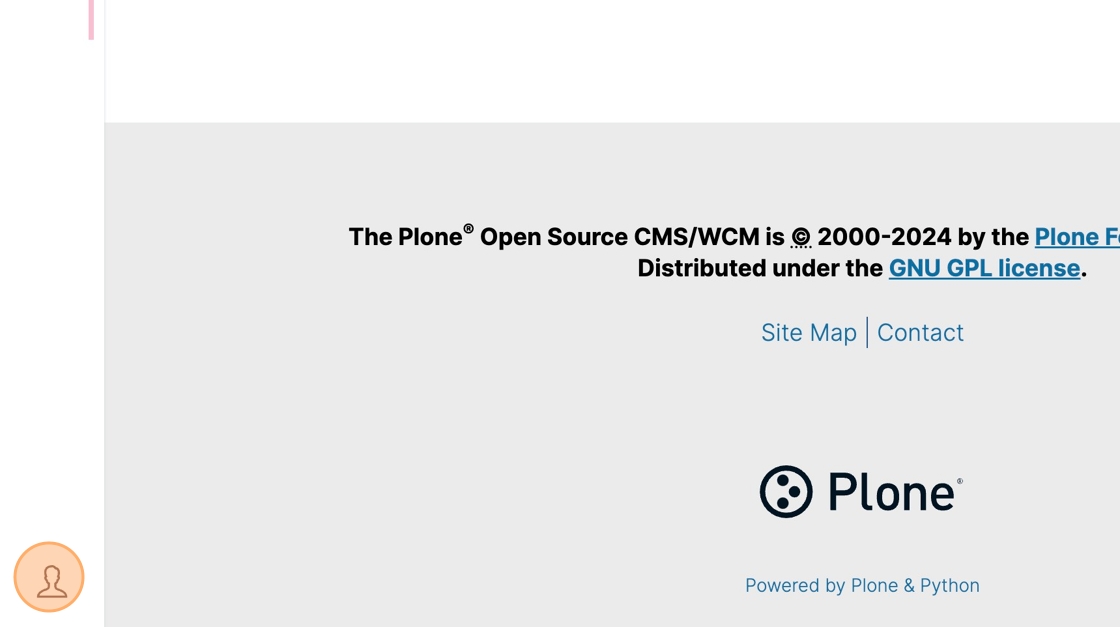 The Plone® Open Source CMS/WCM is © 2000-2024 by the Plone
Distributed under the GNU GPL license.
Site Map | Contact
Plone®
Powered by Plone & Python